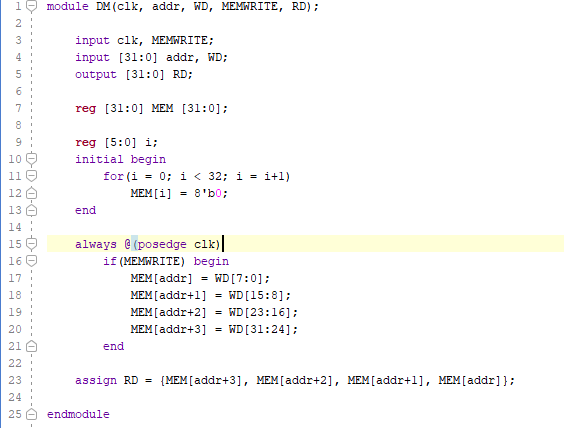 1 module DM(clk, addr, WD, MEMWRITE, RD);
2
3     input clk, MEMWRITE;
4     input [31:0] addr, WD;
5     output [31:0] RD;
6
7     reg [31:0] MEM [31:0];
8
9     reg [5:0] i;
10     initial begin
11         for(i = 0; i < 32; i = i+1)
12             MEM[i] = 8'b0;
13     end
14
15     always @(posedge clk)
16         if(MEMWRITE) begin
17             MEM[addr] = WD[7:0];
18             MEM[addr+1] = WD[15:8];
19             MEM[addr+2] = WD[23:16];
20             MEM[addr+3] = WD[31:24];
21         end
22
23     assign RD = {MEM[addr+3], MEM[addr+2], MEM[addr+1], MEM[addr]};
24
25 endmodule